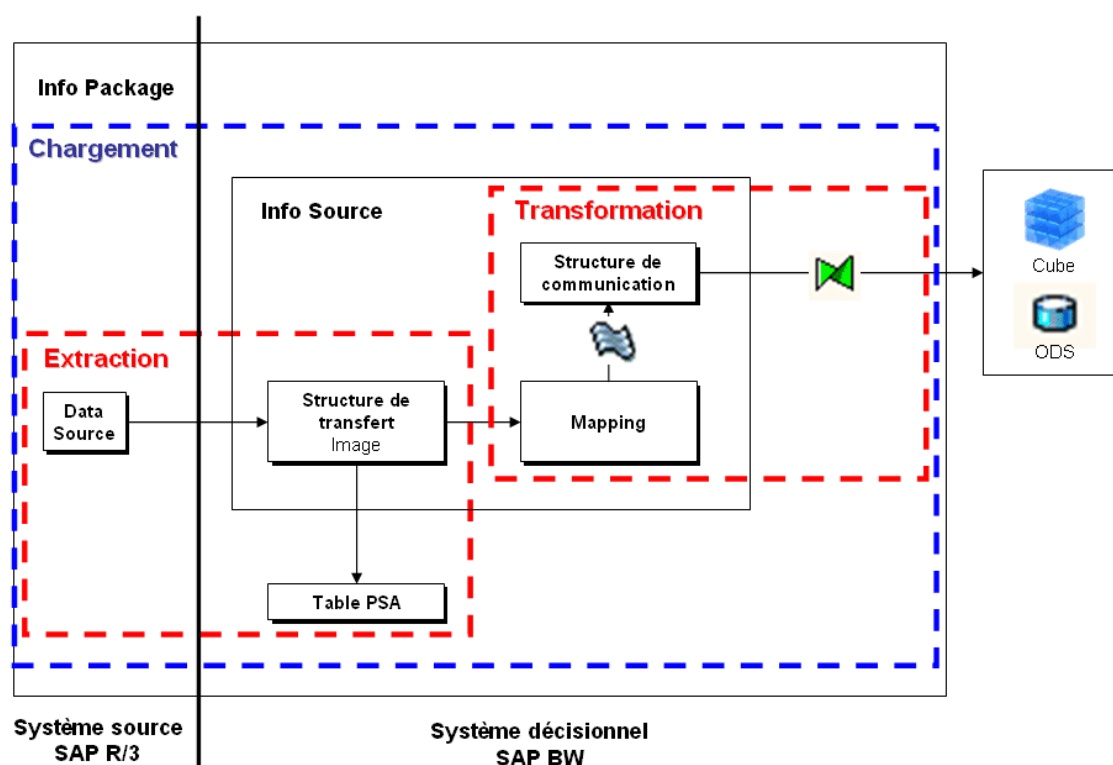 Info Package
Chargement
Info Source
Transformation
Structure de
communication
Cube
ODS
Extraction
Data
Source
Structure de
transfert
Image
Mapping
Table PSA
Système source
SAP R/3
Système décisionnel
SAP BW